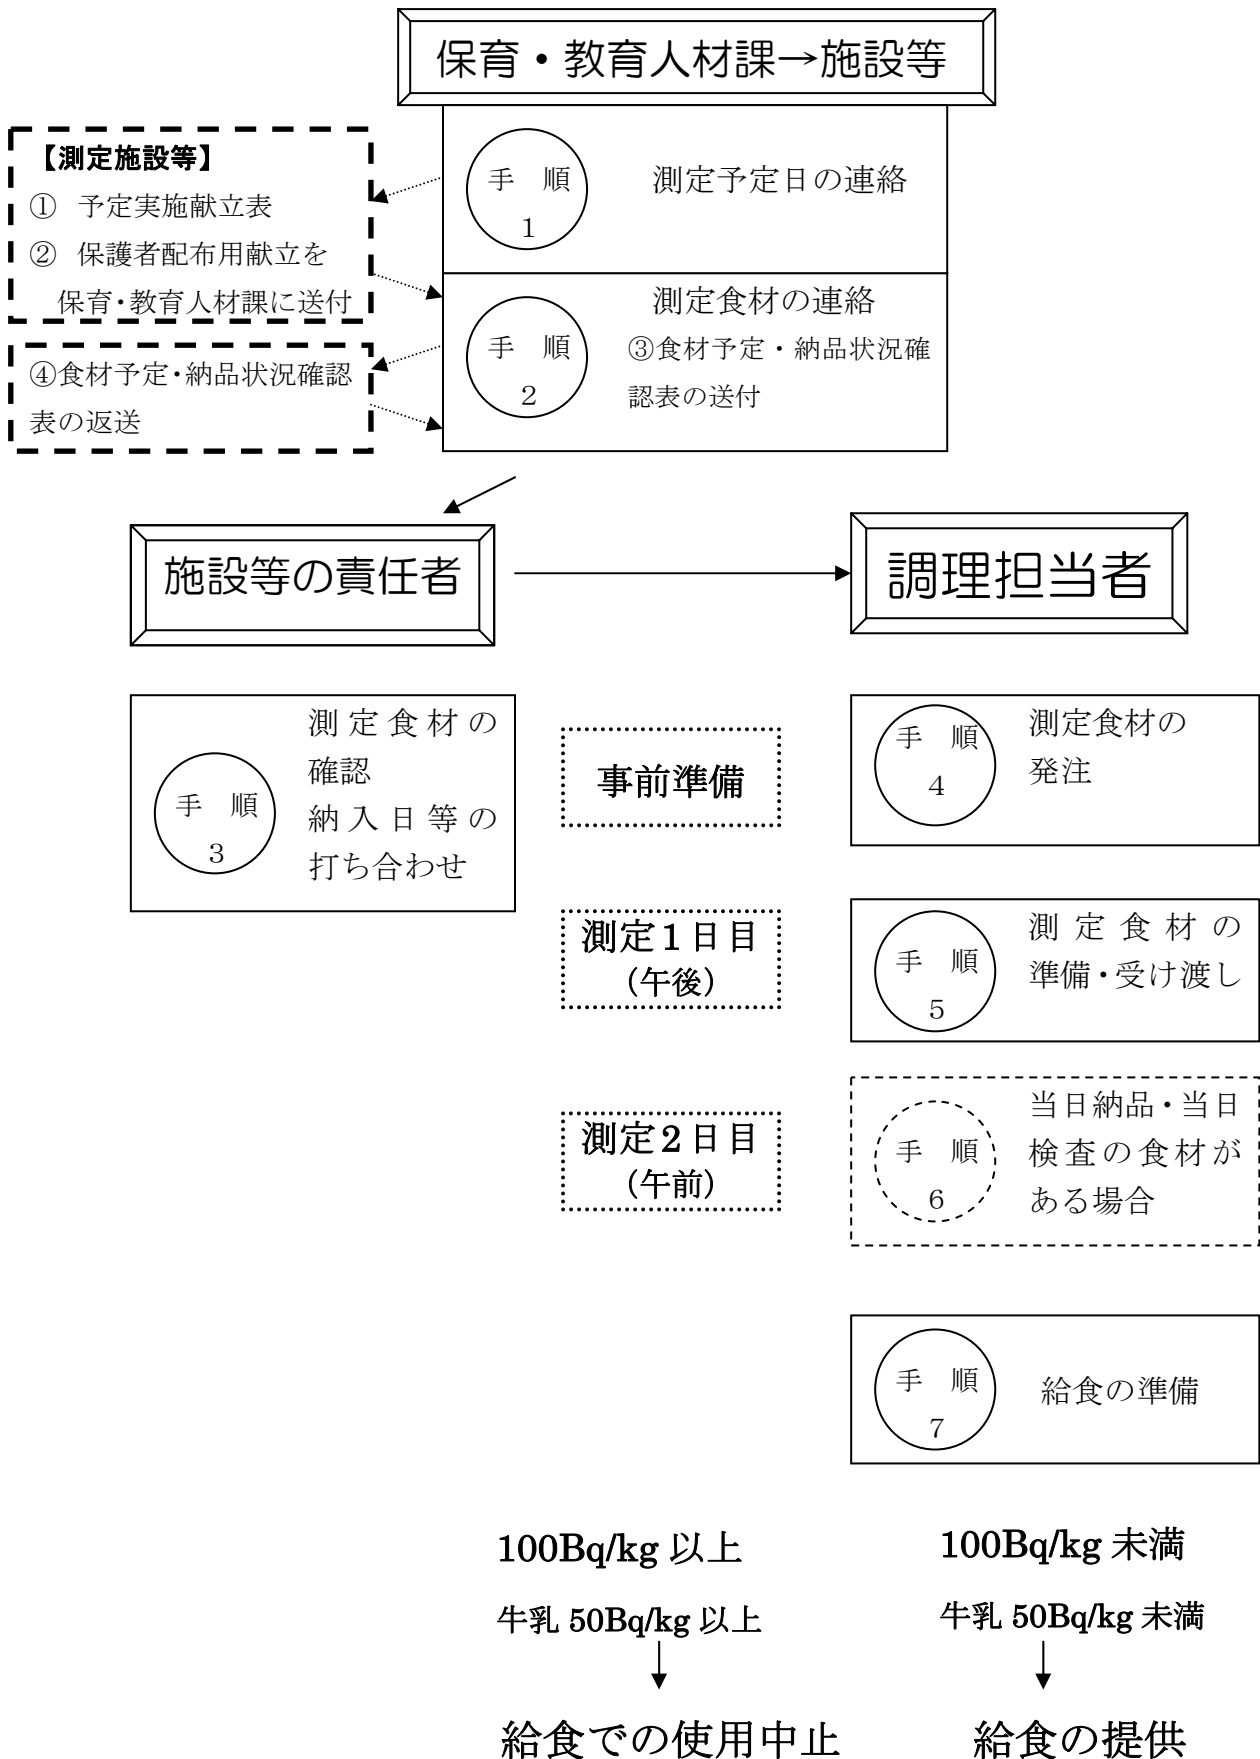 保育・教育人材課→施設等
【測定施設等】
① 予定実施献立表
② 保護者配布用献立を
保育・教育人材課に送付
手 順
1
測定予定日の連絡
手 順
2
測定食材の連絡
③食材予定・納品状況確
認表の送付
④食材予定・納品状況確認
表の返送
施設等の責任者
調理担当者
手 順
3
測定食材の
確認
納入日等の
打ち合わせ
事前準備
手 順
4
測定食材の
発注
測定1日目
(午後)
手 順
5
測定食材の
準備・受け渡し
測定2日目
(午前)
手 順
6
当日納品・当日
検査の食材が
ある場合
手 順
7
給食の準備
100Bq/kg 以上
牛乳 50Bq/kg 以上
給食での使用中止
100Bq/kg 未満
牛乳 50Bq/kg 未満
給食の提供